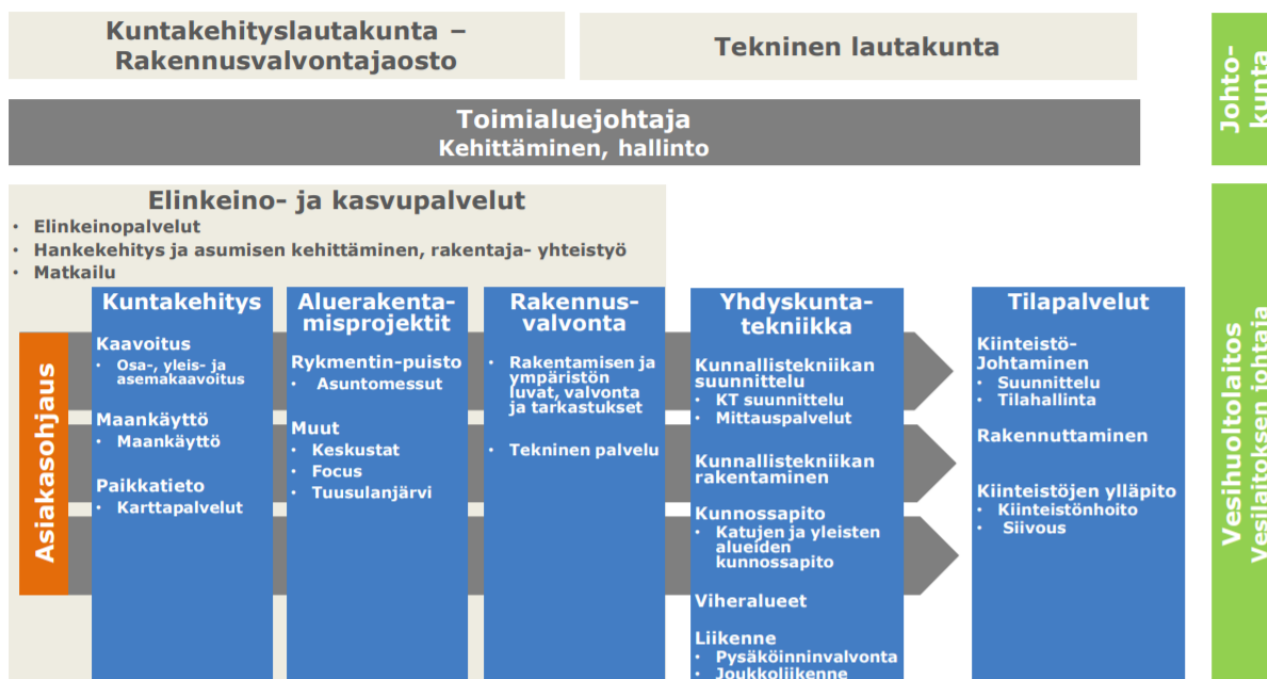 Kuntakehityslautakunta –
Rakennusvalvontajaosto
Tekninen lautakunta
Johto-
kunta
Toimialuejohtaja
Kehittäminen, hallinto
Elinkeino- ja kasvupalvelut
• Elinkeinopalvelut
• Hankekehitys ja asumisen kehittäminen, rakentaja- yhteistyö
• Matkailu
Asiakasohjaus
Kuntakehitys
Kaavoitus
• Osa-, yleis- ja
asemakaavoitus
Maankäyttö
• Maankäyttö
Paikkatieto
• Karttapalvelut
Aluerakenta-
misprojektit
Rykmentin-puisto
• Asuntomessut
Muut
• Keskustat
• Focus
• Tuusulanjärvi
Rakennus-
valvonta
• Rakentamisen ja
ympäristön
luvat, valvonta
ja tarkastukset
• Tekninen palvelu
Yhdyskunta-
tekniikka
Kunnallistekniikan
suunnittelu
• KT suunnittelu
• Mittauspalvelut
Kunnallistekniikan
rakentaminen
Kunnossapito
• Katujen ja yleisten
alueiden
kunnossapito
Viheralueet
Liikenne
• Pysäköinninvalvonta
• Joukkoliikenne
Tilapalvelut
Kiinteistö-
Johtaminen
• Suunnittelu
• Tilahallinta
Rakennuttaminen
Kiinteistöjen ylläpito
• Kiinteistönhoito
• Siivous
Vesihuoltolaitos
Vesilaitoksen johtaja